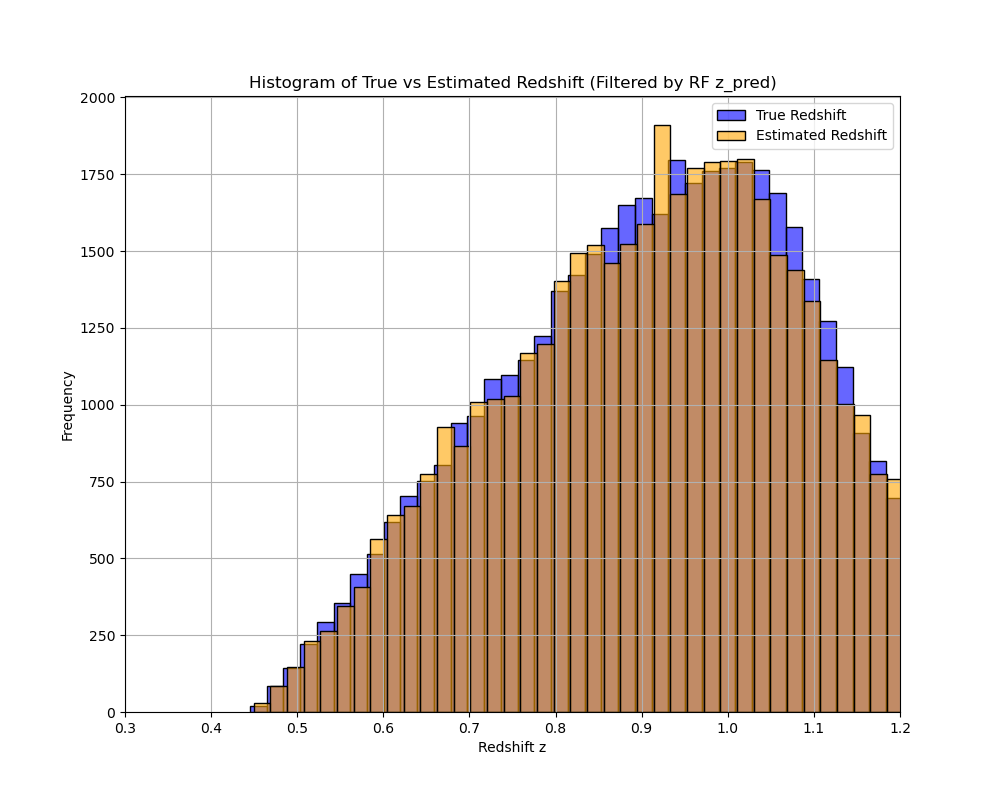 Histogram of True vs Estimated Redshift (Filtered by RF z_pred)
True Redshift
Estimated Redshift
2000
1750
1500
1250
1000
750
500
250
0
Frequency
0.3 0.4 0.5 0.6 0.7 0.8 0.9 1.0 1.1 1.2
Redshift z